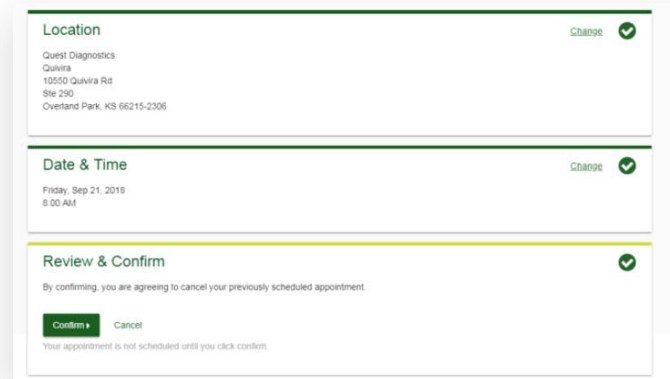 Location
Change
Quest Diagnostics
Quivira
10550 Quivira Rd
Ste 290
Overland Park, KS 66215-2306
Date & Time
Change
Friday, Sep 21, 2018
8:00 AM
Review & Confirm
By confirming, you are agreeing to cancel your previously scheduled appointment.
Confirm Cancel
Your appointment is not scheduled until you click confirm